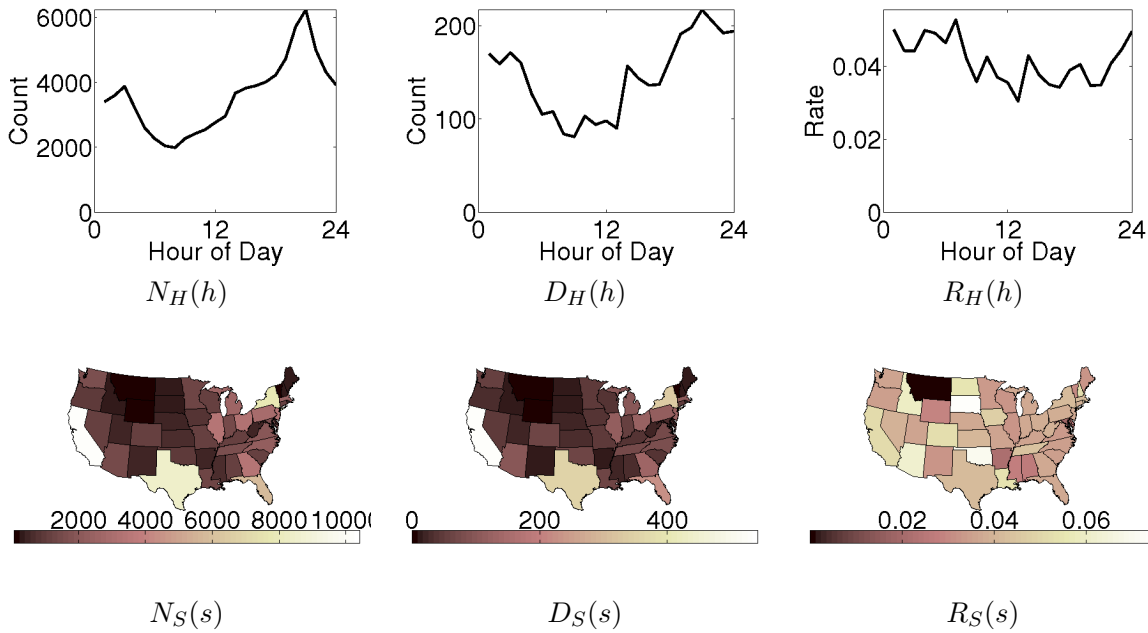 6000
4000
2000
0
Count
0
12
24
Hour of Day
N_H(h)
200
100
0
Count
0
12
24
Hour of Day
D_H(h)
0.04
0.02
0
Rate
0
12
24
Hour of Day
R_H(h)
2000 4000 6000 8000 1000
N_S(s)
0 200 400
D_S(s)
0.02 0.04 0.06
R_S(s)